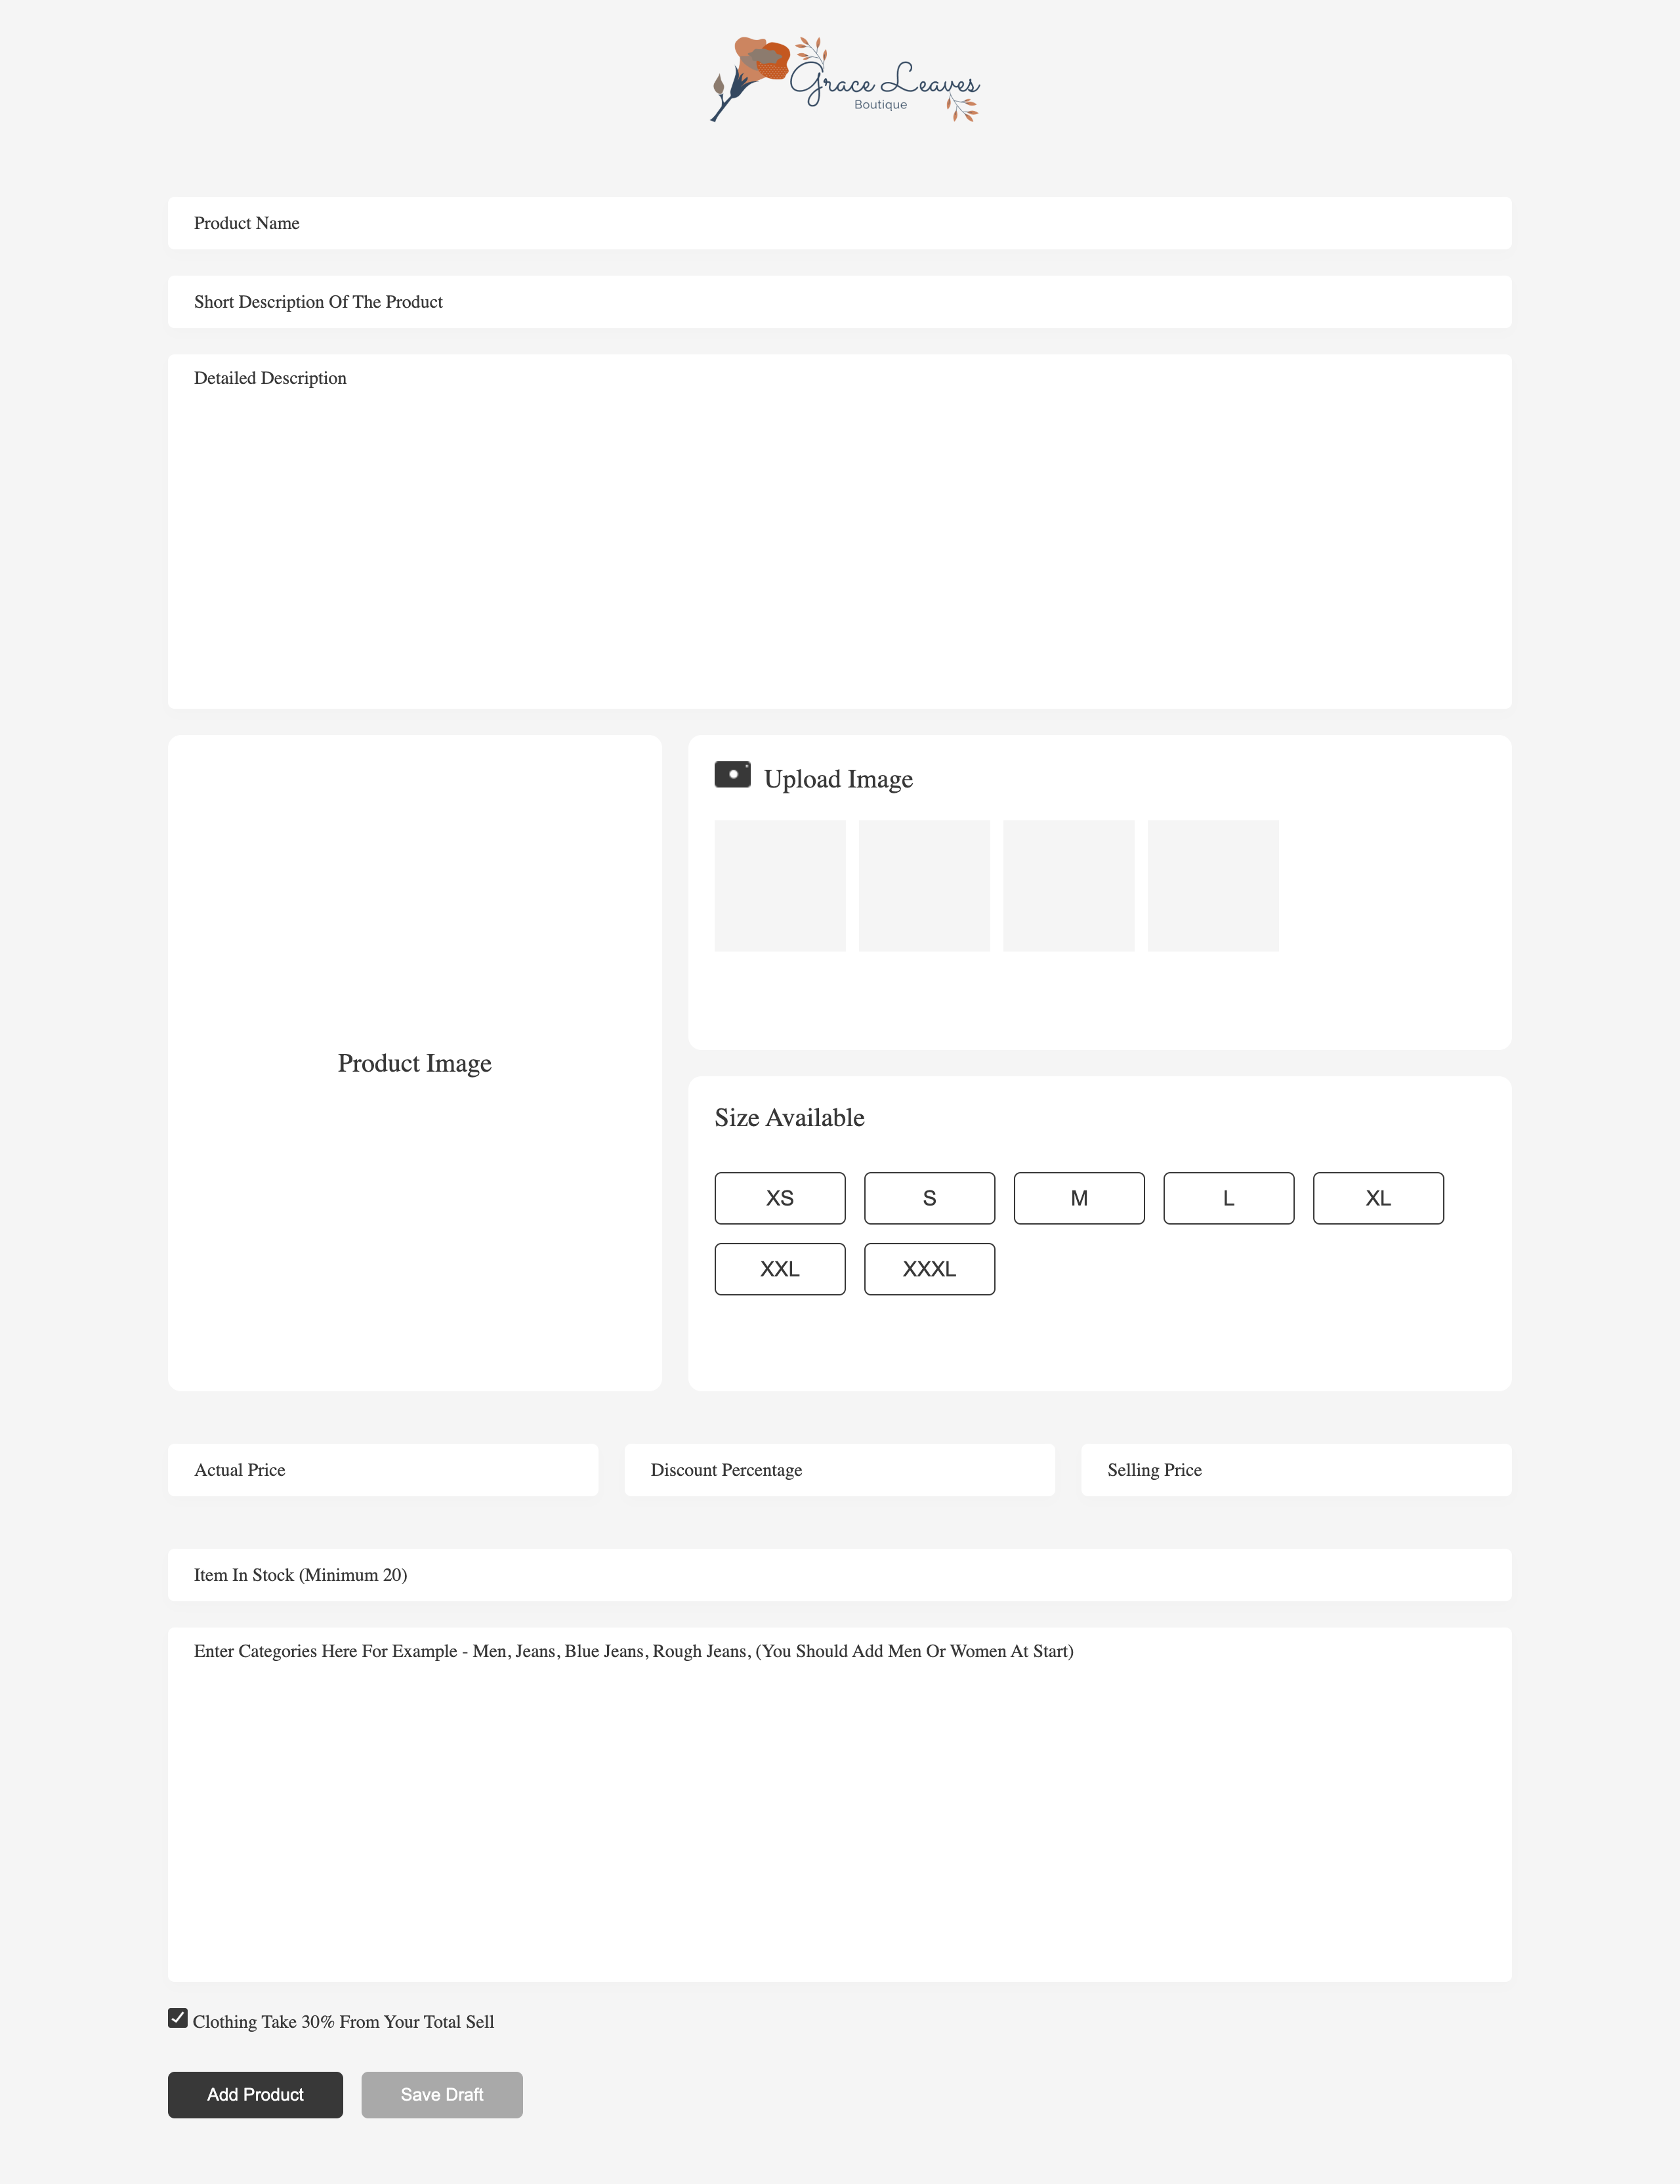 Grace Leaves
Boutique
Product Name
Short Description Of The Product
Detailed Description
Product Image
Upload Image
Size Available
XS S M L XL
XXL XXXL
Actual Price Discount Percentage Selling Price
Item In Stock (Minimum 20)
Enter Categories Here For Example - Men, Jeans, Blue Jeans, Rough Jeans, (You Should Add Men Or Women At Start)
Clothing Take 30% From Your Total Sell
Add Product Save Draft